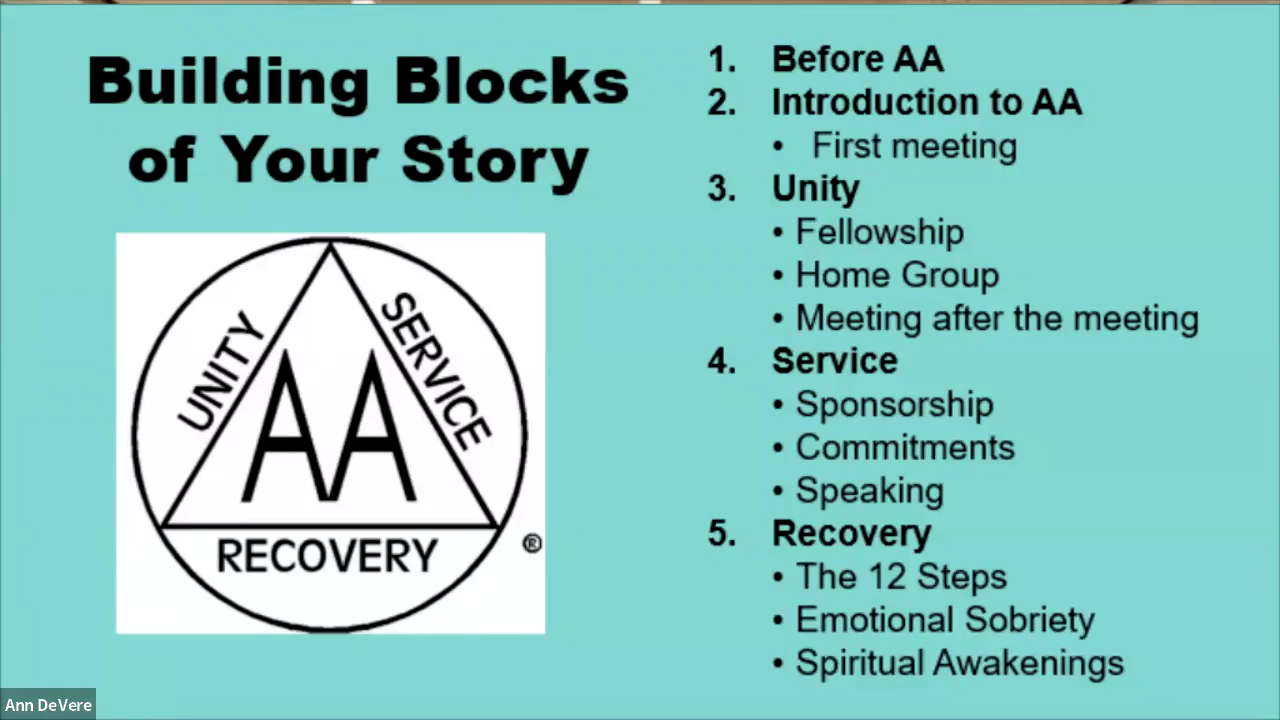 Building Blocks
of Your Story
UNITY
SERVICE
AA
RECOVERY
®
1. Before AA
2. Introduction to AA
• First meeting
3. Unity
• Fellowship
• Home Group
• Meeting after the meeting
4. Service
• Sponsorship
• Commitments
• Speaking
5. Recovery
• The 12 Steps
• Emotional Sobriety
• Spiritual Awakenings
Ann DeVere